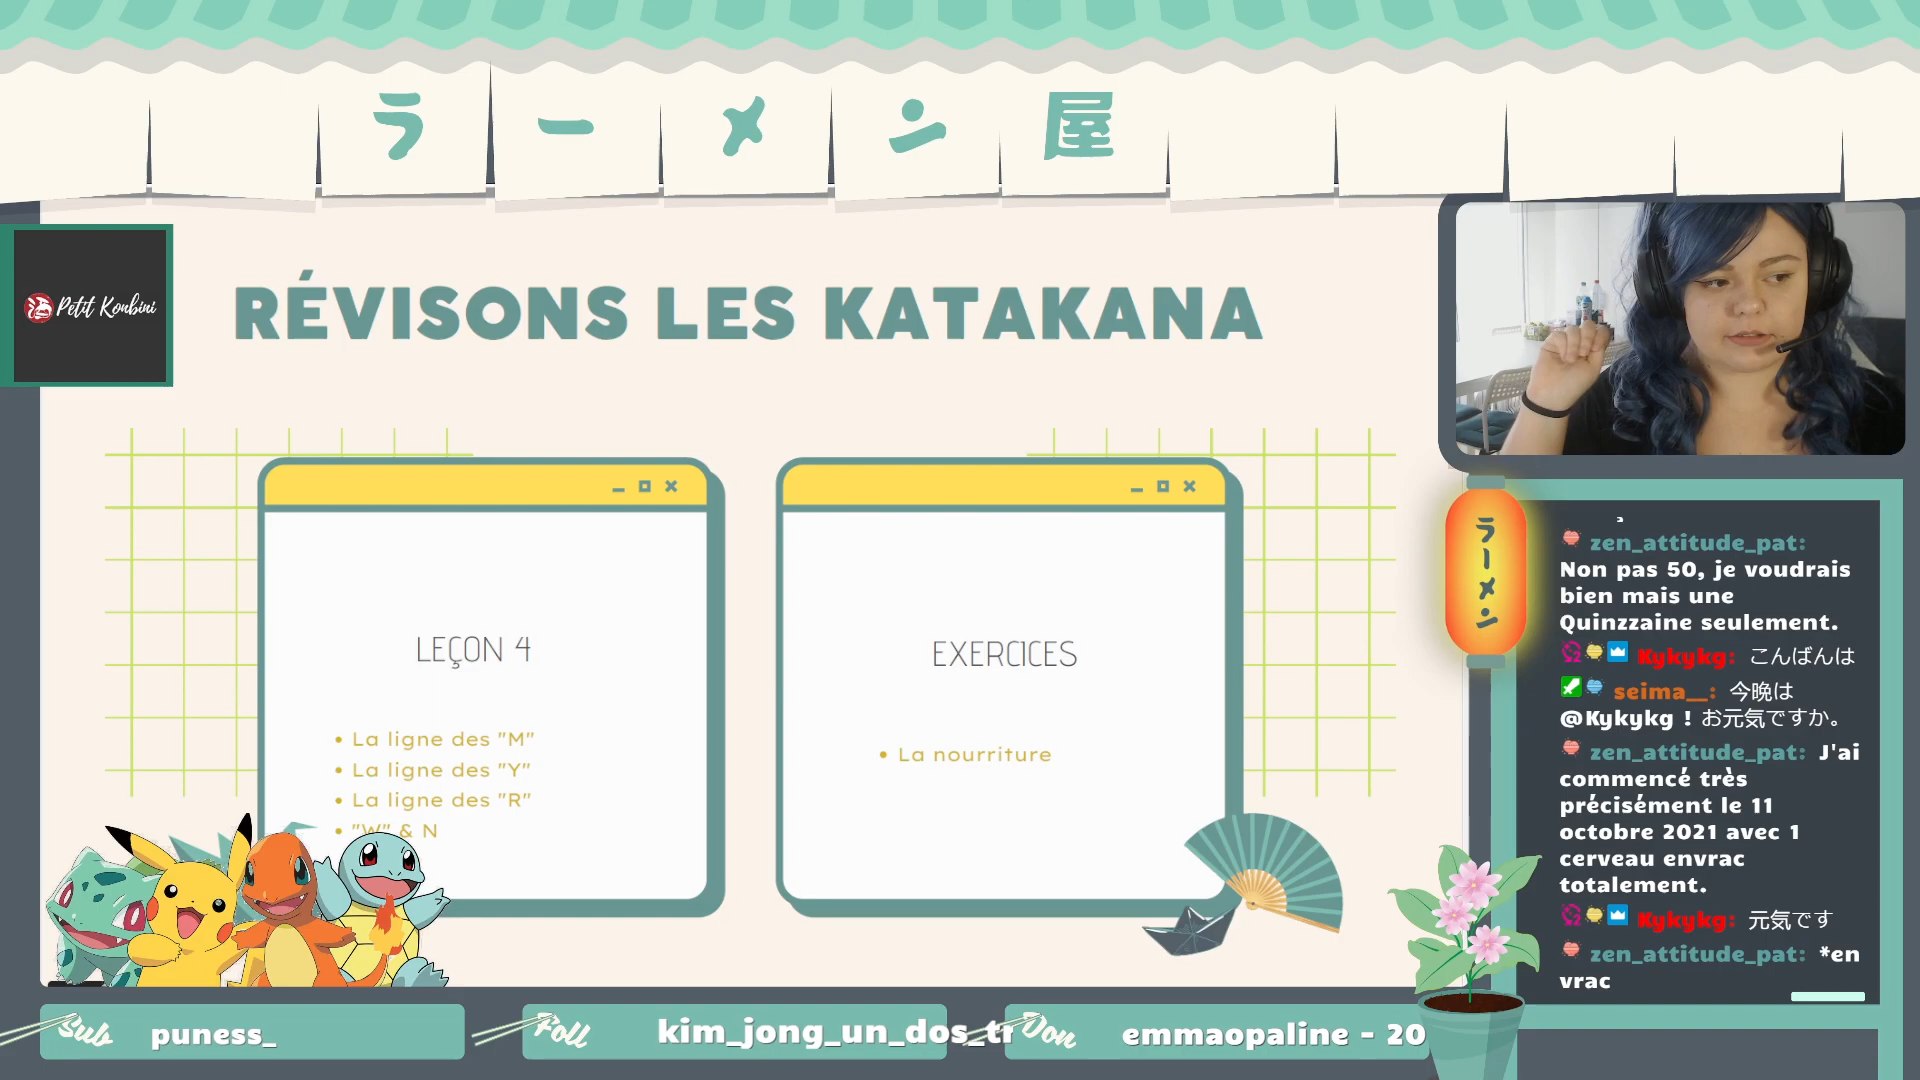 ラーメン屋
Petit Konbini
RÉVISONS LES KATAKANA
LEÇON 4
• La ligne des "M"
• La ligne des "Y"
• La ligne des "R"
• "W" & N
EXERCICES
• La nourriture
ラーメン
zen_attitude_pat:
Non pas 50, je voudrais
bien mais une
Quinzzaine seulement.
Kykykg: こんばんは
seima__: 今晩は
@Kykykg ! お元気ですか。
zen_attitude_pat: J'ai
commencé très
précisément le 11
octobre 2021 avec 1
cerveau envrac
totalement.
Kykykg: 元気です
zen_attitude_pat: *en
vrac
Sub puness_
Foll kim_jong_un_dos_tr
Don emmaopaline - 20